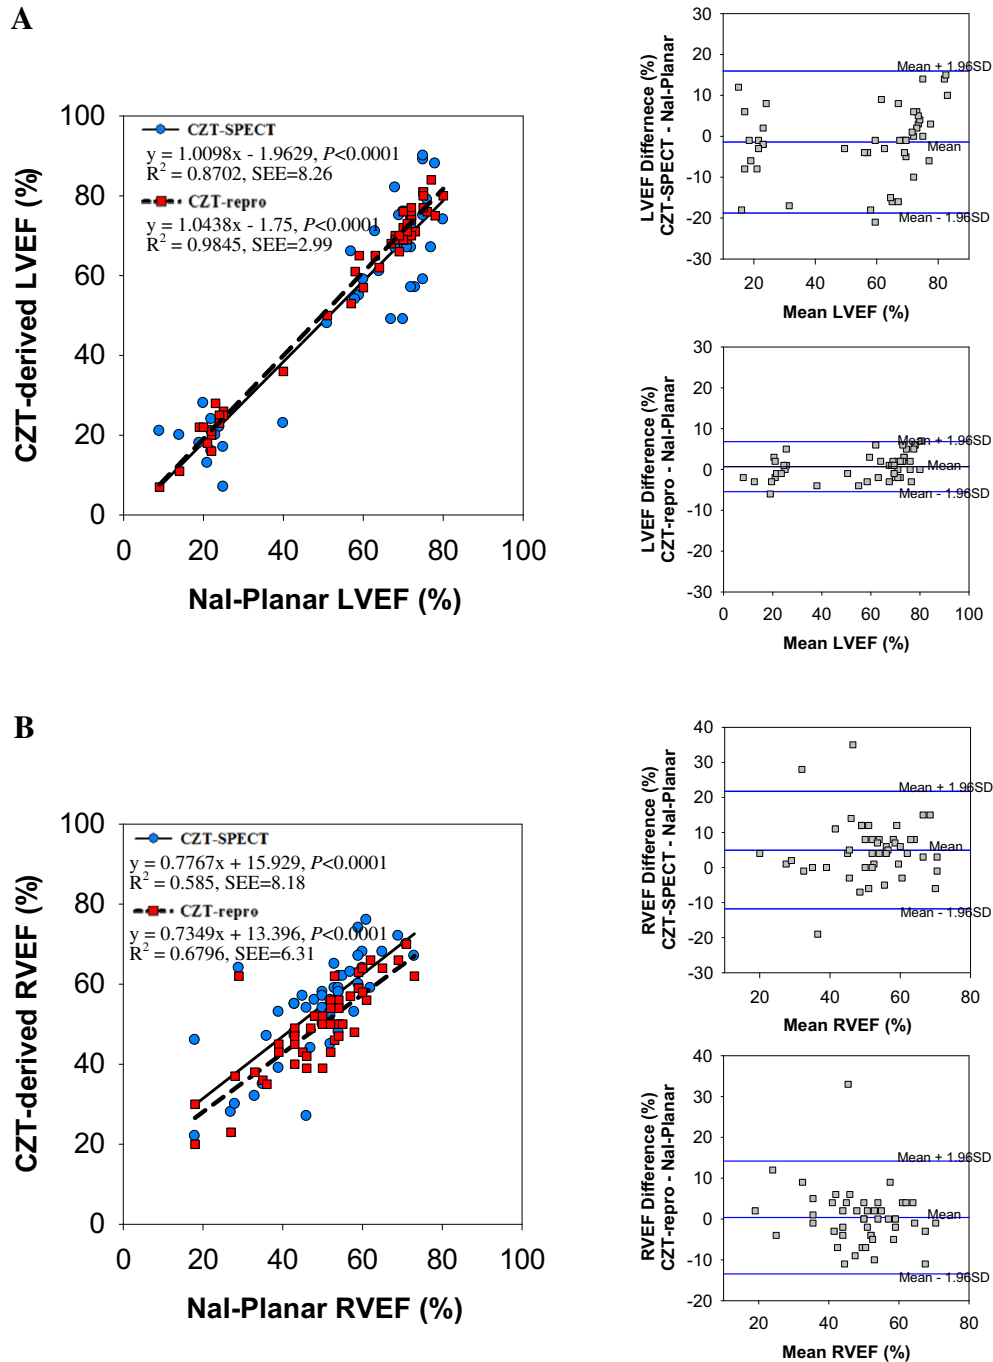 A
CZT-derived LVEF (%)
100
80
60
40
20
0
CZT-SPECT
y = 1.0098x - 1.9629, P<0.0001
R2 = 0.8702, SEE=8.26
CZT-repro
y = 1.0438x - 1.75, P<0.0001
R2 = 0.9845, SEE=2.99
0 20 40 60 80 100
NaI-Planar LVEF (%)
LVEF Differnece (%)
CZT-SPECT - NaI-Planar
30
20
10
0
-10
-20
-30
Mean + 1.96SD
Mean
Mean - 1.96SD
20 40 60 80
Mean LVEF (%)
LVEF Difference (%)
CZT-repro - NaI-Planar
30
20
10
0
-10
-20
-30
Mean + 1.96SD
Mean
Mean - 1.96SD
0 20 40 60 80 100
Mean LVEF (%)
B
CZT-derived RVEF (%)
100
80
60
40
20
0
CZT-SPECT
y = 0.7767x + 15.929, P<0.0001
R2 = 0.585, SEE=8.18
CZT-repro
y = 0.7349x + 13.396, P<0.0001
R2 = 0.6796, SEE=6.31
0 20 40 60 80 100
NaI-Planar RVEF (%)
RVEF Difference (%)
CZT-SPECT - NaI-Planar
40
30
20
10
0
-10
-20
-30
Mean + 1.96SD
Mean
Mean - 1.96SD
20 40 60 80
Mean RVEF (%)
RVEF Difference (%)
CZT-repro - NaI-Planar
40
30
20
10
0
-10
-20
Mean + 1.96SD
Mean
Mean - 1.96SD
20 40 60 80
Mean RVEF (%)